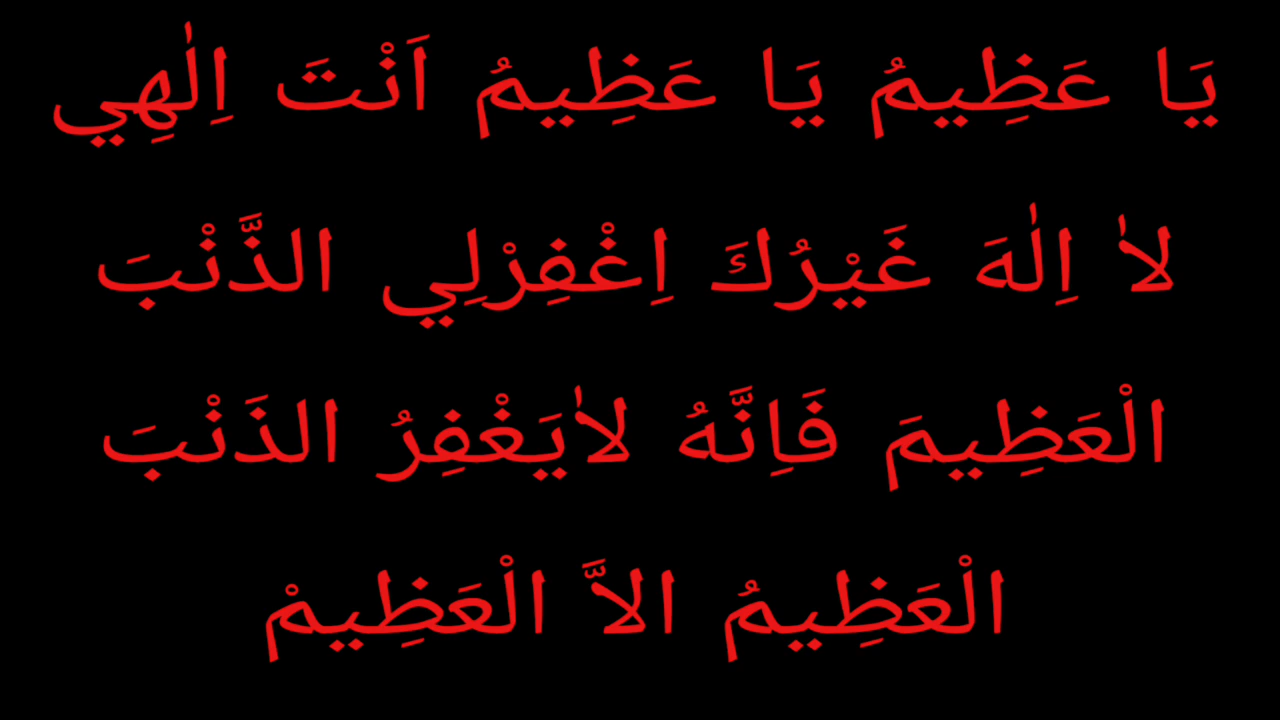 يَا عَظِيمُ يَا عَظِيمُ اَنْتَ اِلٰهِي
لاٰ اِلٰهَ غَيْرُكَ اِغْفِرْلِي الذَّنْبَ
الْعَظِيمَ فَاِنَّهُ لاٰيَغْفِرُ الذَنْبَ
الْعَظِيمُ الاَّ الْعَظِيمْ